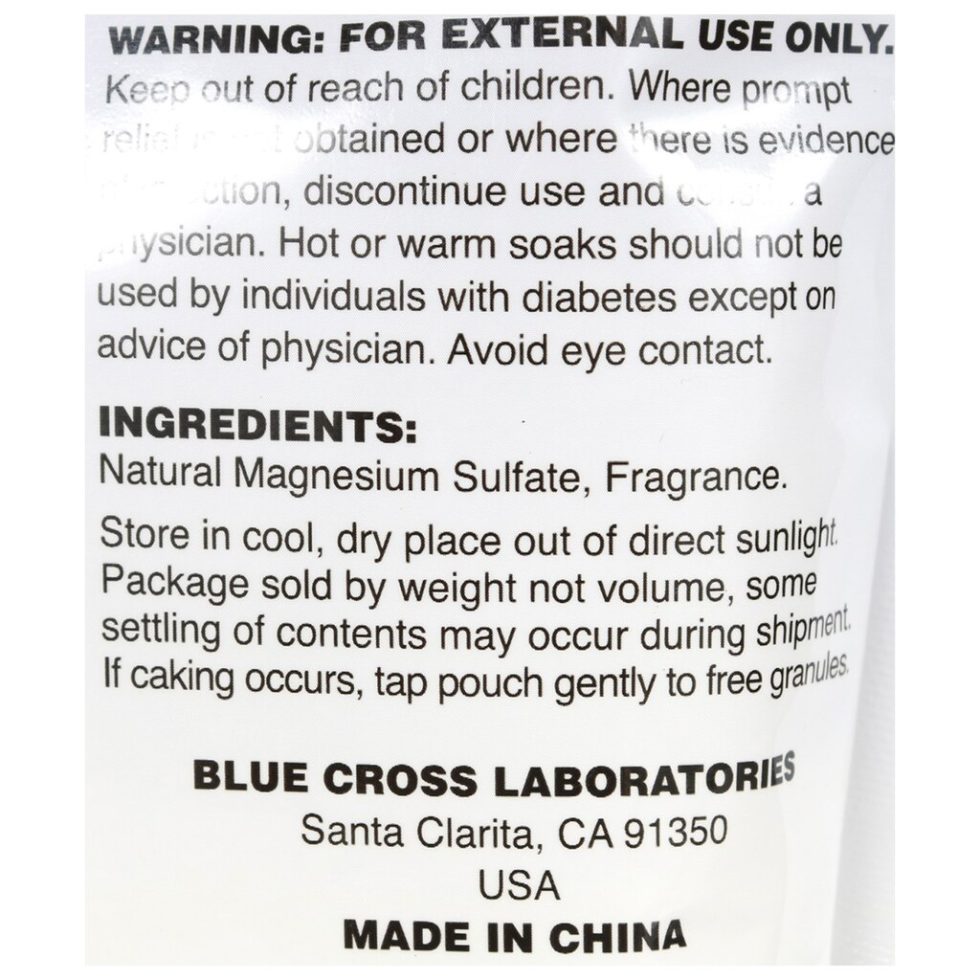 WARNING: FOR EXTERNAL USE ONLY.
Keep out of reach of children. Where prompt
relief is not obtained or where there is evidence
discontinue use and a
physician. Hot or warm soaks should not be
used by individuals with diabetes except on
advice of physician. Avoid eye contact.
INGREDIENTS:
Natural Magnesium Sulfate, Fragrance.
Store in cool, dry place out of direct sunlight.
Package sold by weight not volume, some
settling of contents may occur during shipment.
If caking occurs, tap pouch gently to free granules.
BLUE CROSS LABORATORIES
Santa Clarita, CA 91350
USA
MADE IN CHINA